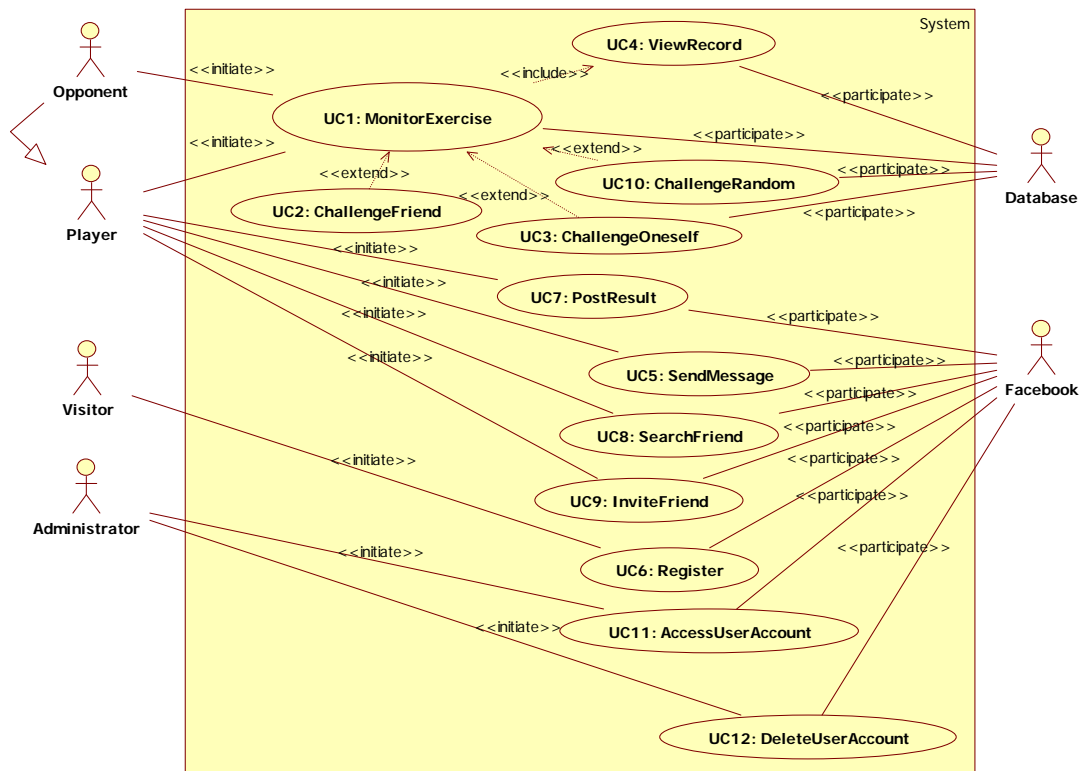 System
UC4: ViewRecord
<<initiate>>
<<include>>
Opponent
<<participate>>
UC1: MonitorExercise
<<initiate>>
<<participate>>
<<extend>>
<<extend>>
UC10: ChallengeRandom
<<participate>>
Database
<<extend>>
UC2: ChallengeFriend
<<participate>>
Player
UC3: ChallengeOneself
<<initiate>>
<<initiate>>
UC7: PostResult
<<initiate>>
<<participate>>
<<initiate>>
<<participate>>
UC5: SendMessage
Facebook
<<participate>>
Visitor
UC8: SearchFriend
<<participate>>
<<initiate>>
<<participate>>
UC9: InviteFriend
<<participate>>
Administrator
<<initiate>>
<<participate>>
UC6: Register
<<initiate>>
UC11: AccessUserAccount
UC12: DeleteUserAccount